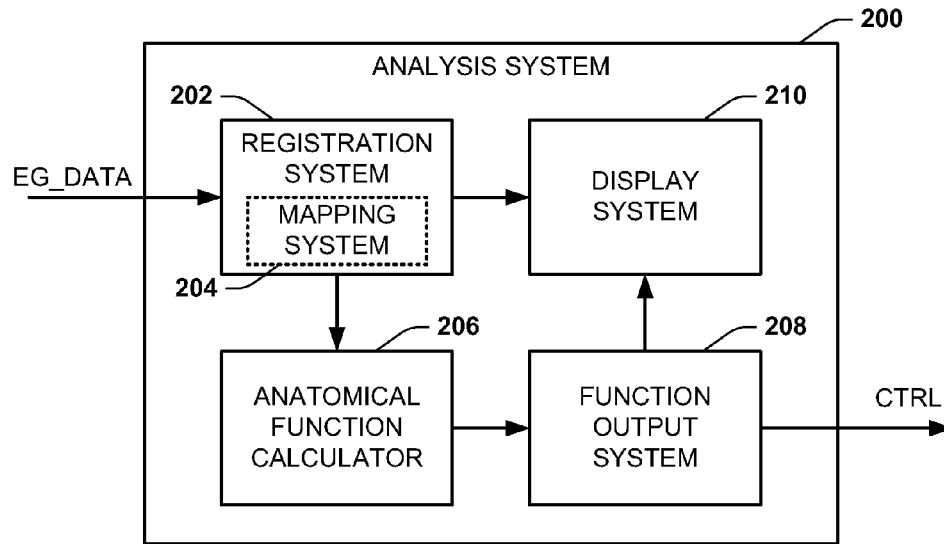 200
ANALYSIS SYSTEM
202
210
REGISTRATION
SYSTEM
EG_DATA
MAPPING
SYSTEM
DISPLAY
SYSTEM
204
206
208
ANATOMICAL
FUNCTION
CALCULATOR
FUNCTION
OUTPUT
SYSTEM
CTRL